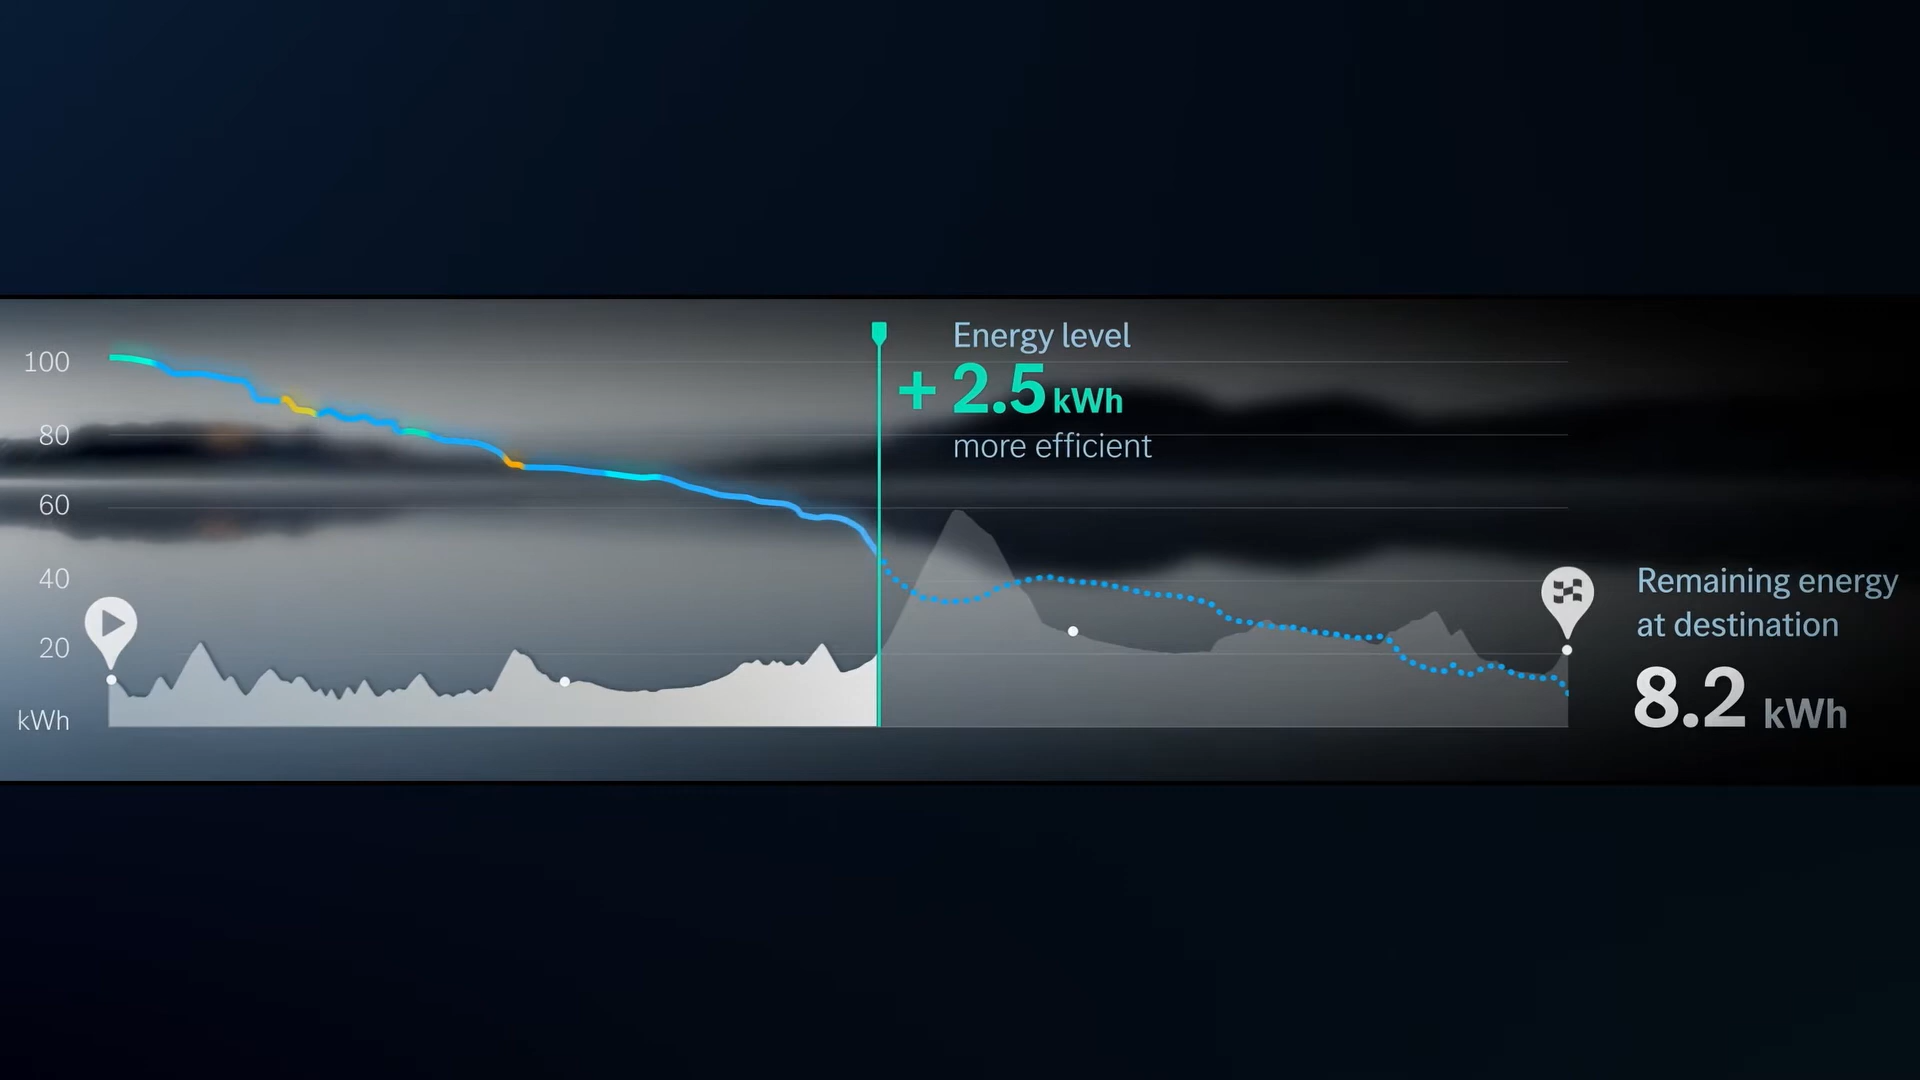 100
80
60
40
20
kWh
Energy level
+ 2.5 kWh
more efficient
Remaining energy
at destination
8.2 kWh